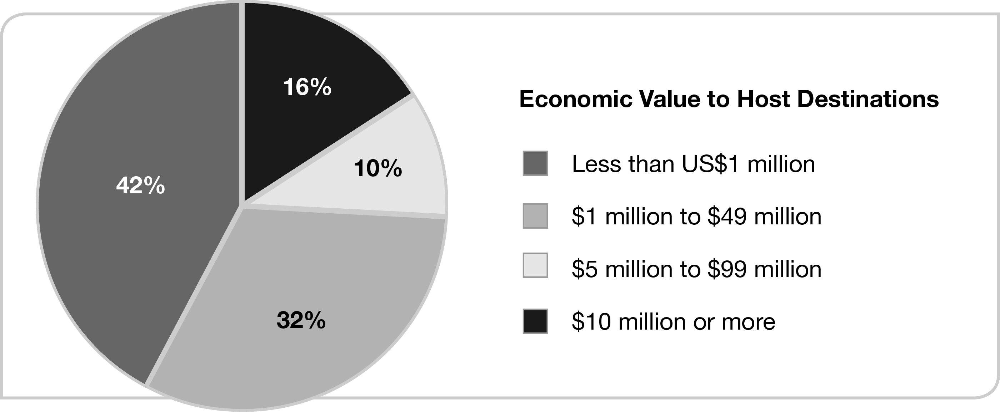 16%
10%
42%
32%
Economic Value to Host Destinations
Less than US$1 million
$1 million to $49 million
$5 million to $99 million
$10 million or more